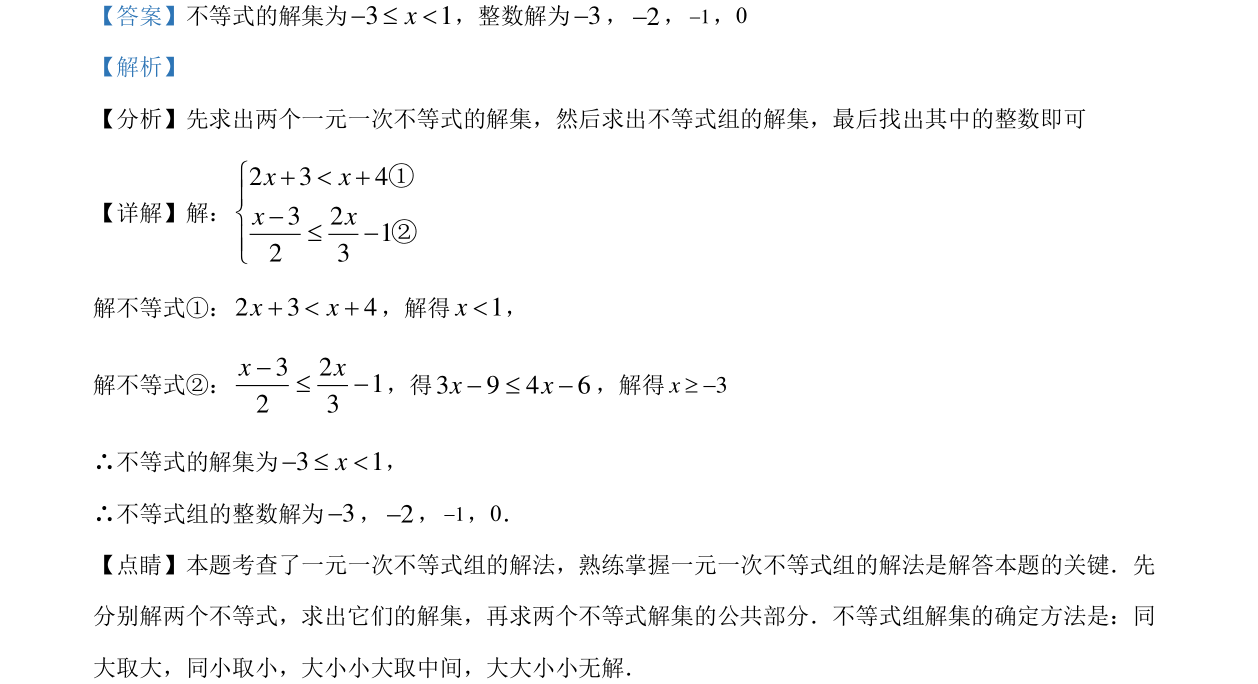 【答案】不等式的解集为−3≤ x <1，整数解为−3，−2，−1，0
【解析】
【分析】先求出两个一元一次不等式的解集，然后求出不等式组的解集，最后找出其中的整数即可
【详解】解：{2x+3< x+4①
(x−3)/2 ≤ 2x/3 −1②
解不等式①：2x+3< x+4，解得 x <1，
解不等式②：(x−3)/2 ≤ 2x/3 −1，得3x−9≤4x−6，解得 x ≥ −3
∴不等式的解集为−3≤ x <1，
∴不等式组的整数解为−3，−2，−1，0．
【点睛】本题考查了一元一次不等式组的解法，熟练掌握一元一次不等式组的解法是解答本题的关键．先
分别解两个不等式，求出它们的解集，再求两个不等式解集的公共部分．不等式组解集的确定方法是：同
大取大，同小取小，大小小大取中间，大大小小无解．